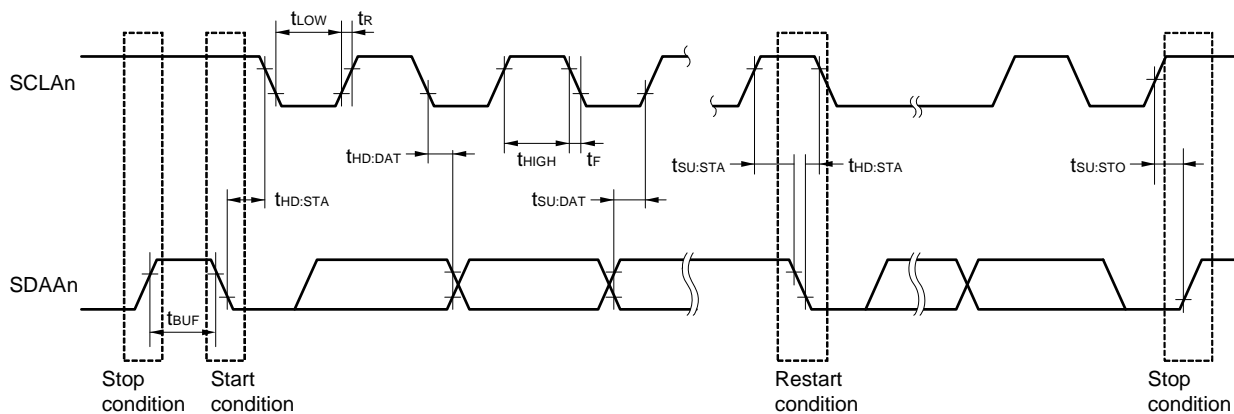 tLOW tR
SCLAn
tHD:DAT tHIGH tF tSU:STA tHD:STA tSU:STO
tHD:STA tSU:DAT
SDAAn
tBUF
Stop condition
Start condition
Restart condition
Stop condition